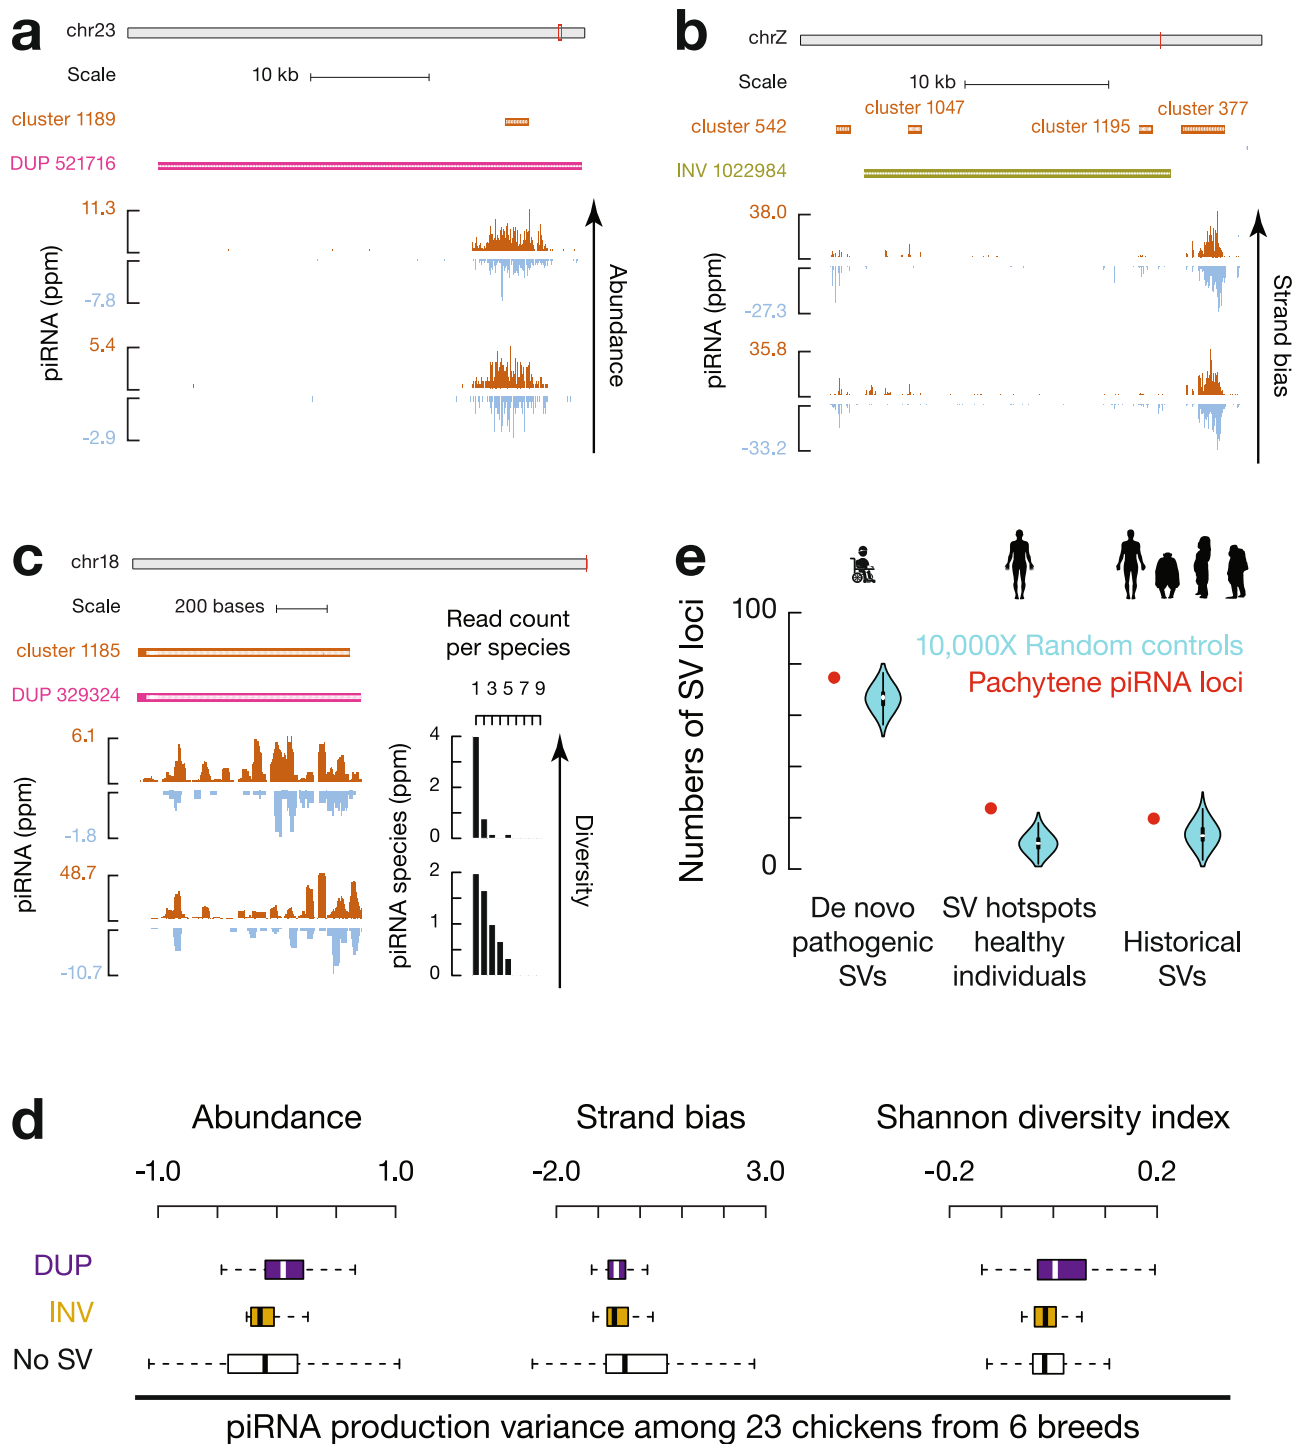 a
chr23
Scale
10 kb
cluster 1189
DUP 521716
11.3
-7.8
5.4
-2.9
piRNA (ppm)
Abundance
b
chrZ
Scale
10 kb
cluster 1047
cluster 377
cluster 542
cluster 1195
INV 1022984
38.0
-27.3
35.8
-33.2
piRNA (ppm)
Strand bias
c
chr18
Scale
200 bases
cluster 1185
DUP 329324
6.1
-1.8
48.7
-10.7
piRNA (ppm)
Read count
per species
1 3 5 7 9
4
2
0
2
1
0
piRNA species (ppm)
Diversity
e
Numbers of SV loci
100
0
10,000X Random controls
Pachytene piRNA loci
De novo
pathogenic
SVs
SV hotspots
healthy
individuals
Historical
SVs
d
Abundance
-1.0 1.0
Strand bias
-2.0 3.0
Shannon diversity index
-0.2 0.2
DUP
INV
No SV
piRNA production variance among 23 chickens from 6 breeds